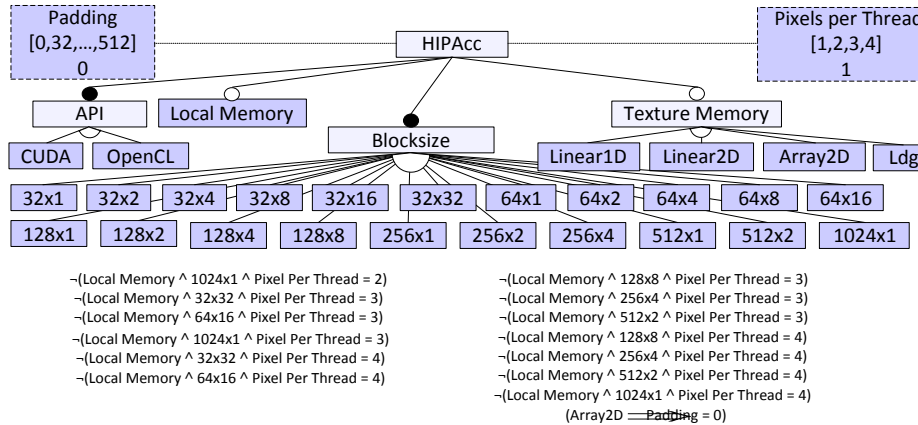 Padding
[0,32,...,512]
0
HIPAcc
Pixels per Thread
[1,2,3,4]
1
API
Local Memory
Blocksize
Texture Memory
CUDA
OpenCL
Linear1D
Linear2D
Array2D
Ldg
32x1
32x2
32x4
32x8
32x16
32x32
64x1
64x2
64x4
64x8
64x16
128x1
128x2
128x4
128x8
256x1
256x2
256x4
512x1
512x2
1024x1
¬(Local Memory ^ 1024x1 ^ Pixel Per Thread = 2)
¬(Local Memory ^ 32x32 ^ Pixel Per Thread = 3)
¬(Local Memory ^ 64x16 ^ Pixel Per Thread = 3)
¬(Local Memory ^ 1024x1 ^ Pixel Per Thread = 3)
¬(Local Memory ^ 32x32 ^ Pixel Per Thread = 4)
¬(Local Memory ^ 64x16 ^ Pixel Per Thread = 4)
¬(Local Memory ^ 128x8 ^ Pixel Per Thread = 3)
¬(Local Memory ^ 256x4 ^ Pixel Per Thread = 3)
¬(Local Memory ^ 512x2 ^ Pixel Per Thread = 3)
¬(Local Memory ^ 128x8 ^ Pixel Per Thread = 4)
¬(Local Memory ^ 256x4 ^ Pixel Per Thread = 4)
¬(Local Memory ^ 512x2 ^ Pixel Per Thread = 4)
¬(Local Memory ^ 1024x1 ^ Pixel Per Thread = 4)
(Array2D ⟹ Padding = 0)